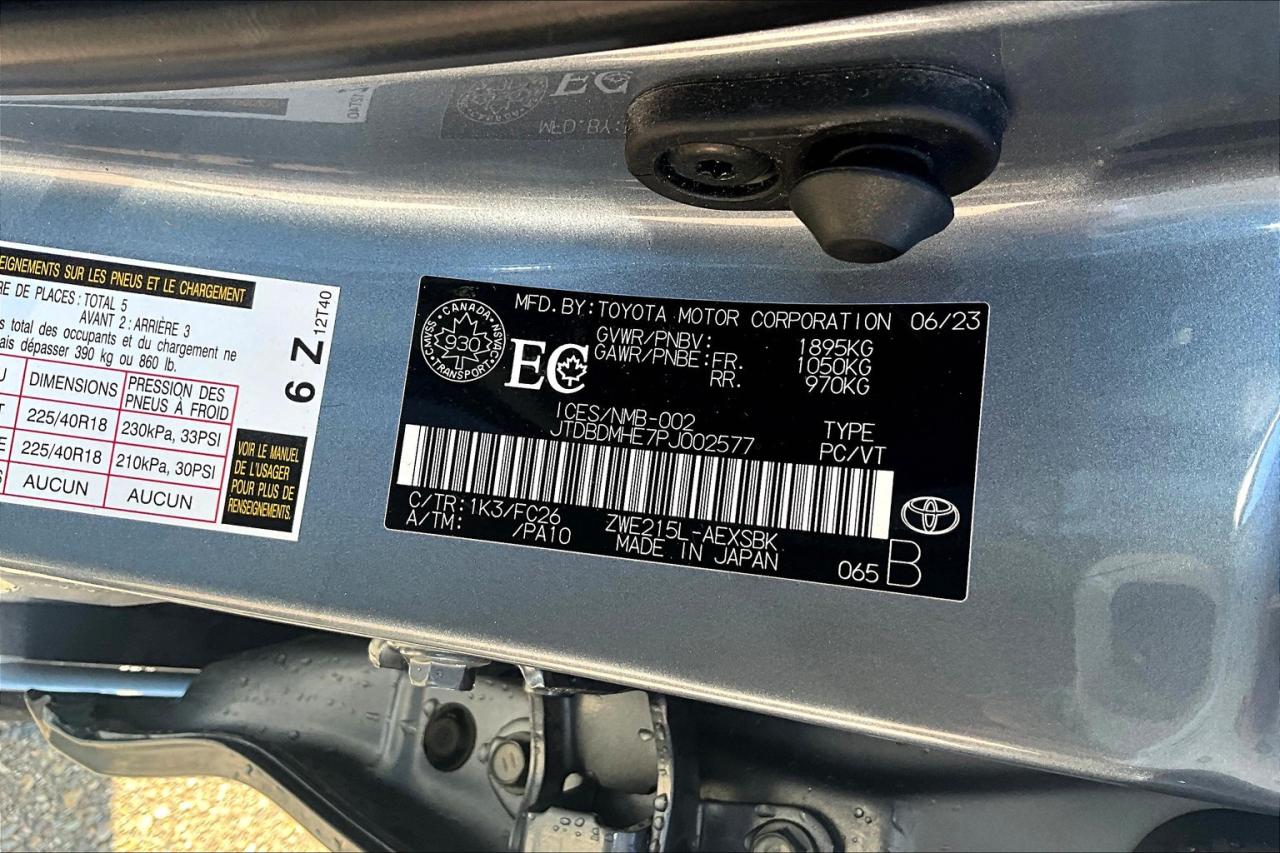 EIGNEMENTS SUR LES PNEUS ET LE CHARGEMENT
RE DE PLACES : TOTAL 5
AVANT 2 : ARRIÈRE 3
s total des occupants et du chargement ne
ais dépasser 390 kg ou 860 lb.
DIMENSIONS
PRESSION DES PNEUS À FROID
225/40R18
230kPa, 33PSI
225/40R18
210kPa, 30PSI
AUCUN
AUCUN
VOIR LE MANUEL
DE L'USAGER
POUR PLUS DE
RENSEIGNEMENTS.
6 Z 12T40
MFD.BY:TOYOTA MOTOR CORPORATION 06/23
CANADA
CMVSS
NSVAC
930
TRANSPORT
EC
GVWR/PNBV: 1895KG
GAWR/PNBE:FR. 1050KG
RR. 970KG
ICES/NMB-002
JTDBDMHE7PJ002577
TYPE
PC/VT
C/TR:1K3/FC26
A/TM: /PA10
ZWE215L-AEXSBK
MADE IN JAPAN
065 B